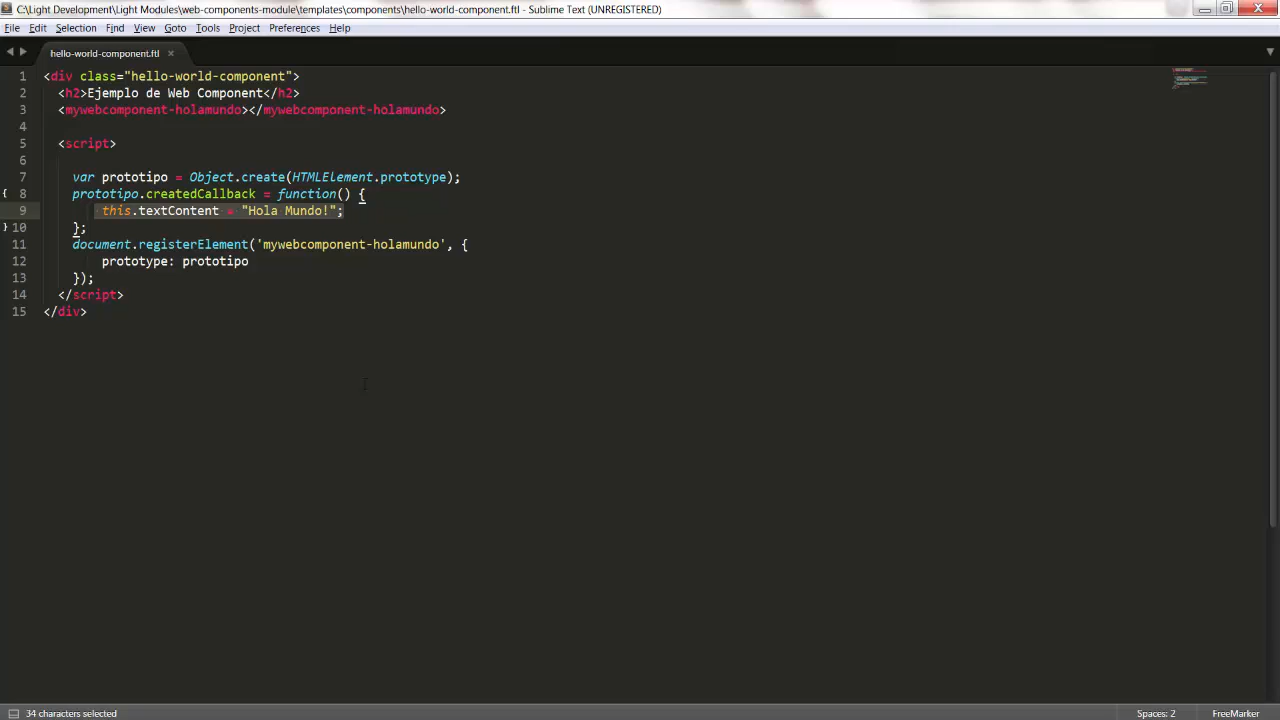 C:\Light Development\Light Modules\web-components-module\templates\components\hello-world-component.ftl - Sublime Text (UNREGISTERED)
File Edit Selection Find View Goto Tools Project Preferences Help
hello-world-component.ftl ×
1 <div class="hello-world-component">
2   <h2>Ejemplo de Web Component</h2>
3   <mywebcomponent-holamundo></mywebcomponent-holamundo>
4
5   <script>
6
7     var prototipo = Object.create(HTMLElement.prototype);
8     prototipo.createdCallback = function() {
9         this.textContent = "Hola Mundo!";
10     };
11     document.registerElement('mywebcomponent-holamundo', {
12         prototype: prototipo
13     });
14   </script>
15 </div>
34 characters selected Spaces: 2 FreeMarker